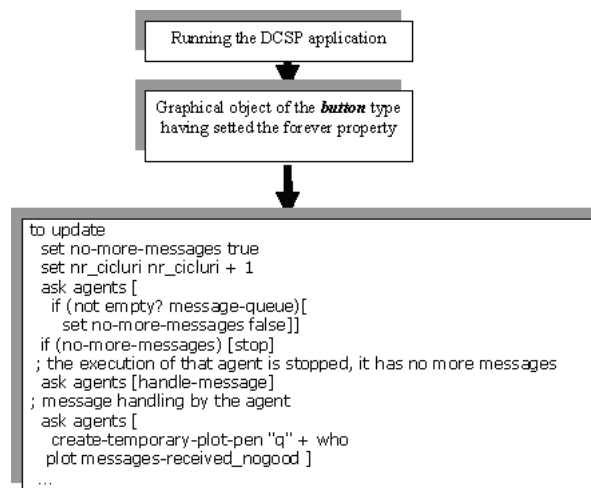 Running the DCSP application
Graphical object of the button type
having setted the forever property
to update
set no-more-messages true
set nr_cicluri nr_cicluri + 1
ask agents [
if (not empty? message-queue)[
set no-more-messages false]]
if (no-more-messages) [stop]
; the execution of that agent is stopped, it has no more messages
ask agents [handle-message]
; message handling by the agent
ask agents [
create-temporary-plot-pen "q" + who
plot messages-received_nogood ]
...